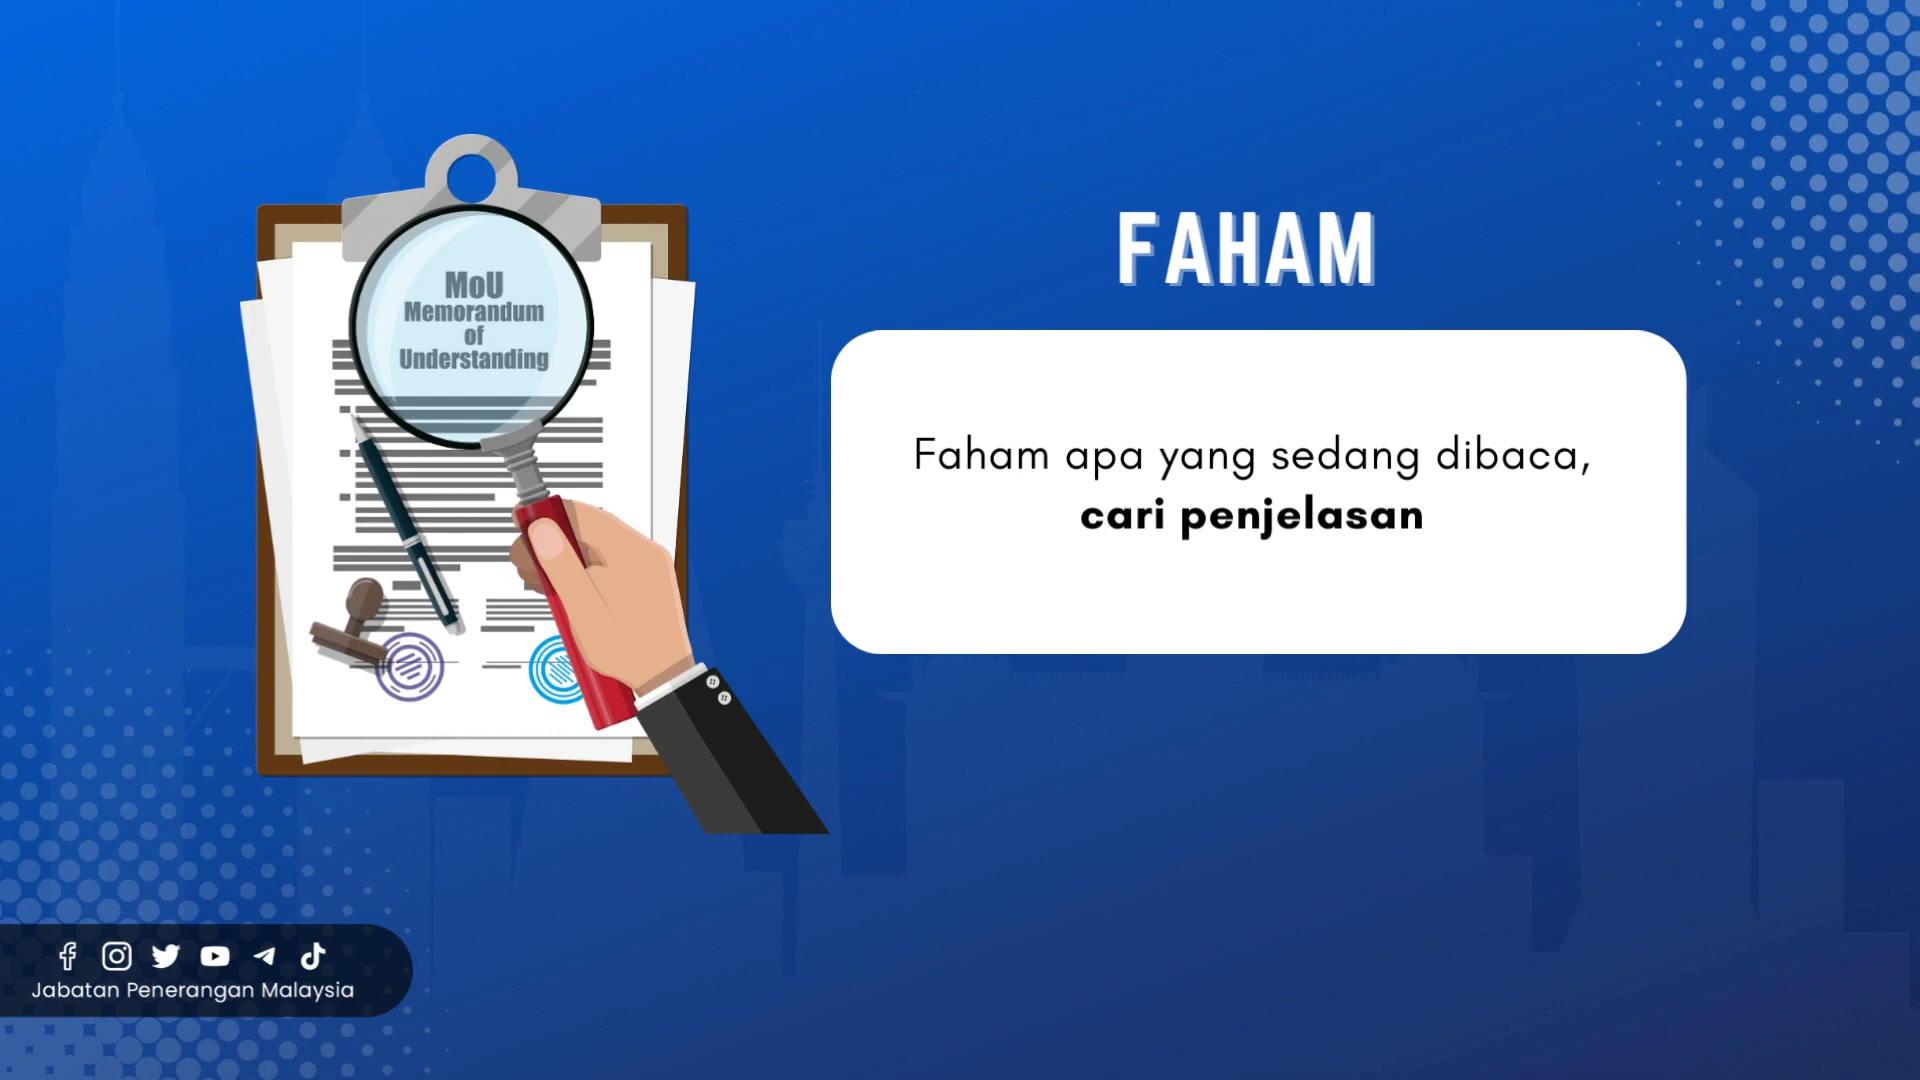 MoU
Memorandum
of
Understanding
FAHAM
Faham apa yang sedang dibaca,
cari penjelasan
Jabatan Penerangan Malaysia